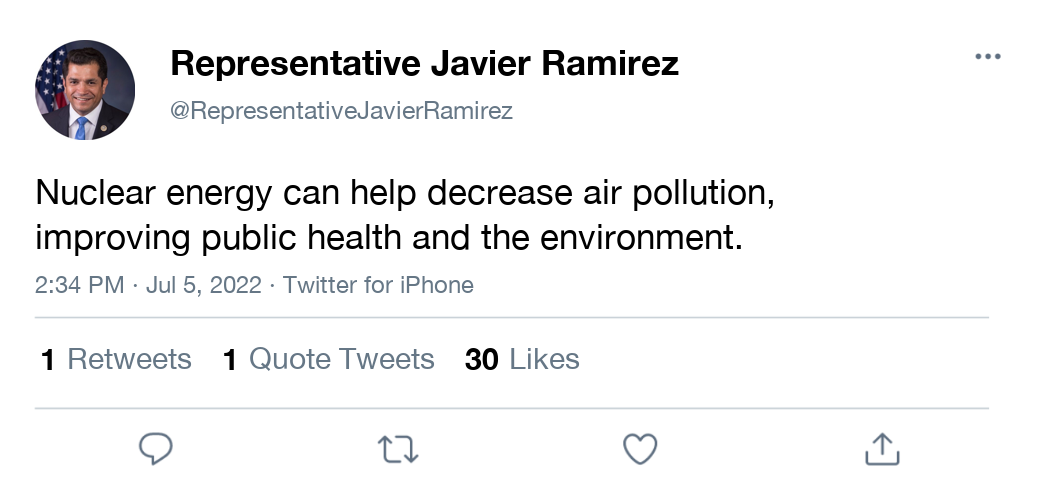 Representative Javier Ramirez
@RepresentativeJavierRamirez
Nuclear energy can help decrease air pollution,
improving public health and the environment.
2:34 PM · Jul 5, 2022 · Twitter for iPhone
1 Retweets 1 Quote Tweets 30 Likes